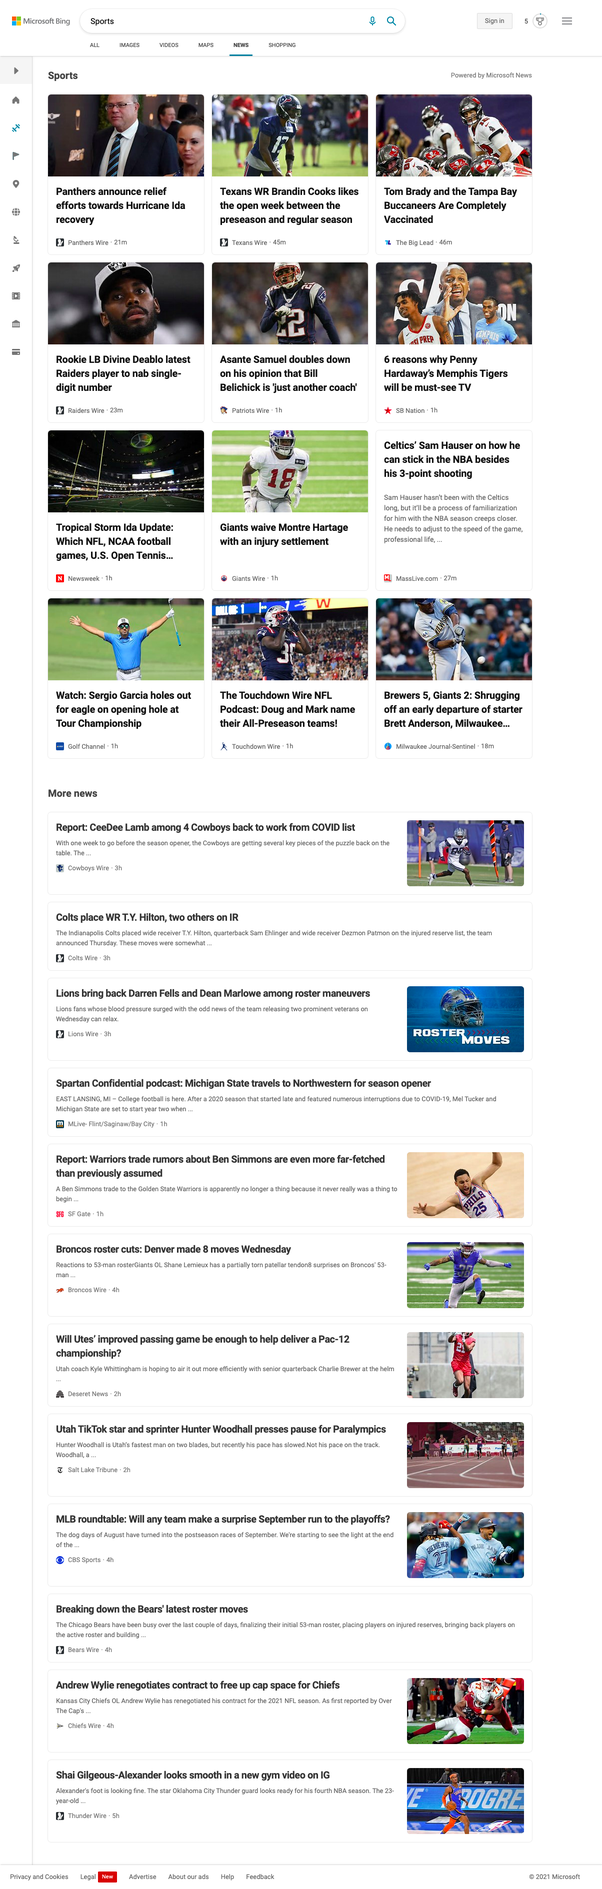 Microsoft Bing
Sports
Sign in
5
ALL IMAGES VIDEOS MAPS NEWS SHOPPING
Sports
Powered by Microsoft News
Panthers announce relief
efforts towards Hurricane Ida
recovery
Panthers Wire · 21m
Texans WR Brandin Cooks likes
the open week between the
preseason and regular season
Texans Wire · 45m
Tom Brady and the Tampa Bay
Buccaneers Are Completely
Vaccinated
The Big Lead · 46m
Rookie LB Divine Deablo latest
Raiders player to nab single-
digit number
Raiders Wire · 23m
22
Asante Samuel doubles down
on his opinion that Bill
Belichick is 'just another coach'
Patriots Wire · 1h
6 reasons why Penny
Hardaway's Memphis Tigers
will be must-see TV
SB Nation · 1h
Tropical Storm Ida Update:
Which NFL, NCAA football
games, U.S. Open Tennis...
Newsweek · 1h
18
Giants waive Montre Hartage
with an injury settlement
Giants Wire · 1h
Celtics' Sam Hauser on how he
can stick in the NBA besides
his 3-point shooting
Sam Hauser hasn't been with the Celtics
long, but it'll be a process of familiarization
for him with the NBA season creeps closer.
He needs to adjust to the speed of the game,
professional life, ...
MassLive.com · 27m
Watch: Sergio Garcia holes out
for eagle on opening hole at
Tour Championship
Golf Channel · 1h
The Touchdown Wire NFL
Podcast: Doug and Mark name
their All-Preseason teams!
Touchdown Wire · 1h
Brewers 5, Giants 2: Shrugging
off an early departure of starter
Brett Anderson, Milwaukee...
Milwaukee Journal-Sentinel · 18m
More news
Report: CeeDee Lamb among 4 Cowboys back to work from COVID list
With one week to go before the season opener, the Cowboys are getting several key pieces of the puzzle back on the
table. The ...
Cowboys Wire · 3h
Colts place WR T.Y. Hilton, two others on IR
The Indianapolis Colts placed wide receiver T.Y. Hilton, quarterback Sam Ehlinger and wide receiver Dezmon Patmon on the injured reserve list, the team
announced Thursday. These moves were somewhat ...
Colts Wire · 3h
Lions bring back Darren Fells and Dean Marlowe among roster maneuvers
Lions fans whose blood pressure surged with the odd news of the team releasing two prominent veterans on
Wednesday can relax.
Lions Wire · 3h
ROSTER
MOVES
Spartan Confidential podcast: Michigan State travels to Northwestern for season opener
EAST LANSING, MI – College football is here. After a 2020 season that started late and featured numerous interruptions due to COVID-19, Mel Tucker and
Michigan State are set to start year two when ...
MLive- Flint/Saginaw/Bay City · 1h
Report: Warriors trade rumors about Ben Simmons are even more far-fetched
than previously assumed
A Ben Simmons trade to the Golden State Warriors is apparently no longer a thing because it never really was a thing to
begin ...
SF Gate · 1h
PHILA
25
Broncos roster cuts: Denver made 8 moves Wednesday
Reactions to 53-man rosterGiants OL Shane Lemieux has a partially torn patellar tendon8 surprises on Broncos' 53-
man ...
Broncos Wire · 4h
Will Utes' improved passing game be enough to help deliver a Pac-12
championship?
Utah coach Kyle Whittingham is hoping to air it out more efficiently with senior quarterback Charlie Brewer at the helm
...
Deseret News · 2h
Utah TikTok star and sprinter Hunter Woodhall presses pause for Paralympics
Hunter Woodhall is Utah's fastest man on two blades, but recently his pace has slowed.Not his pace on the track.
Woodhall, a ...
Salt Lake Tribune · 2h
MLB roundtable: Will any team make a surprise September run to the playoffs?
The dog days of August have turned into the postseason races of September. We're starting to see the light at the end
of the ...
CBS Sports · 4h
Breaking down the Bears' latest roster moves
The Chicago Bears have been busy over the last couple of days, finalizing their initial 53-man roster, placing players on injured reserves, bringing back players on
the active roster and building ...
Bears Wire · 4h
Andrew Wylie renegotiates contract to free up cap space for Chiefs
Kansas City Chiefs OL Andrew Wylie has renegotiated his contract for the 2021 NFL season. As first reported by Over
The Cap's ...
Chiefs Wire · 4h
Shai Gilgeous-Alexander looks smooth in a new gym video on IG
Alexander's foot is looking fine. The star Oklahoma City Thunder guard looks ready for his fourth NBA season. The 23-
year-old ...
Thunder Wire · 5h
Privacy and Cookies Legal New Advertise About our ads Help Feedback
© 2021 Microsoft